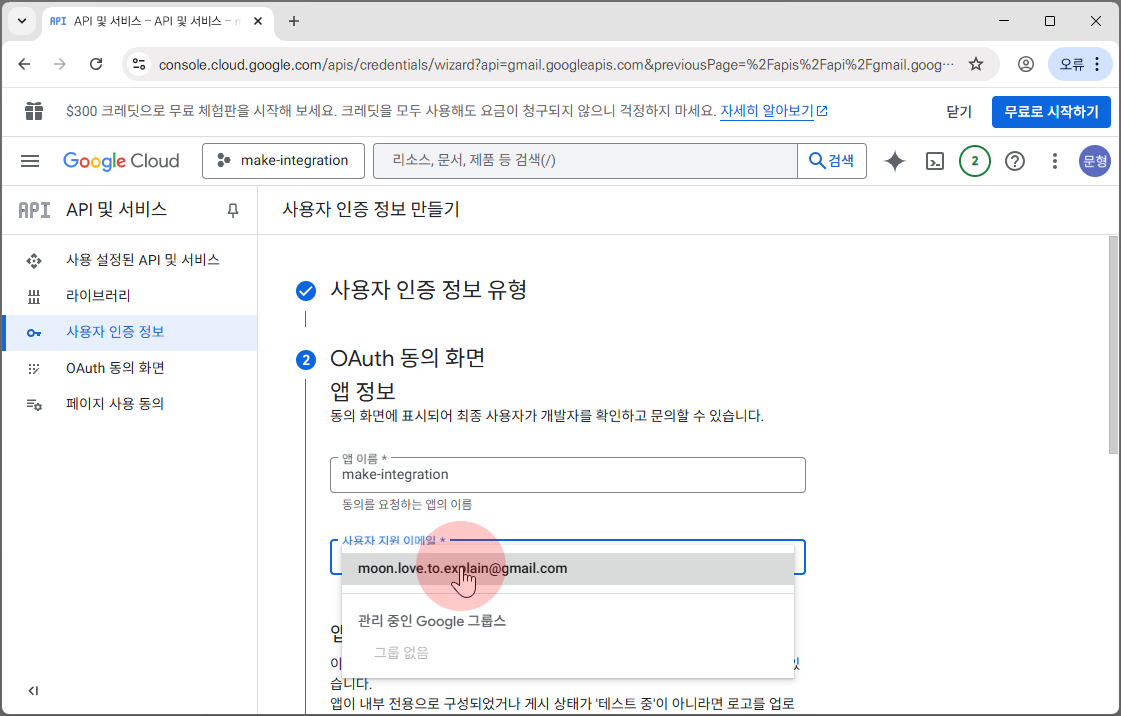 API API 및 서비스 – API 및 서비스 –
console.cloud.google.com/apis/credentials/wizard?api=gmail.googleapis.com&previousPage=%2Fapis%2Fapi%2Fgmail.goog…
오류
$300 크레딧으로 무료 체험판을 시작해 보세요. 크레딧을 모두 사용해도 요금이 청구되지 않으니 걱정하지 마세요. 자세히 알아보기
닫기
무료로 시작하기
Google Cloud
make-integration
리소스, 문서, 제품 등 검색(/)
검색
2
문형
API API 및 서비스
사용자 인증 정보 만들기
사용 설정된 API 및 서비스
라이브러리
사용자 인증 정보
OAuth 동의 화면
페이지 사용 동의
사용자 인증 정보 유형
2 OAuth 동의 화면
앱 정보
동의 화면에 표시되어 최종 사용자가 개발자를 확인하고 문의할 수 있습니다.
앱 이름 *
make-integration
동의를 요청하는 앱의 이름
사용자 지원 이메일 *
moon.love.to.explain@gmail.com
관리 중인 Google 그룹스
그룹 없음
습니다.
앱이 내부 전용으로 구성되었거나 게시 상태가 '테스트 중'이 아니라면 로고를 업로